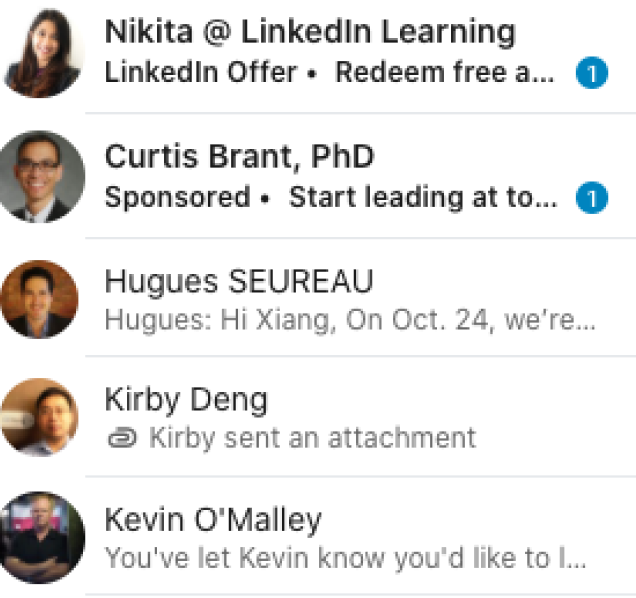 Nikita @ LinkedIn Learning
LinkedIn Offer • Redeem free a... 1
Curtis Brant, PhD
Sponsored • Start leading at to... 1
Hugues SEUREAU
Hugues: Hi Xiang, On Oct. 24, we're...
Kirby Deng
Kirby sent an attachment
Kevin O'Malley
You've let Kevin know you'd like to l...